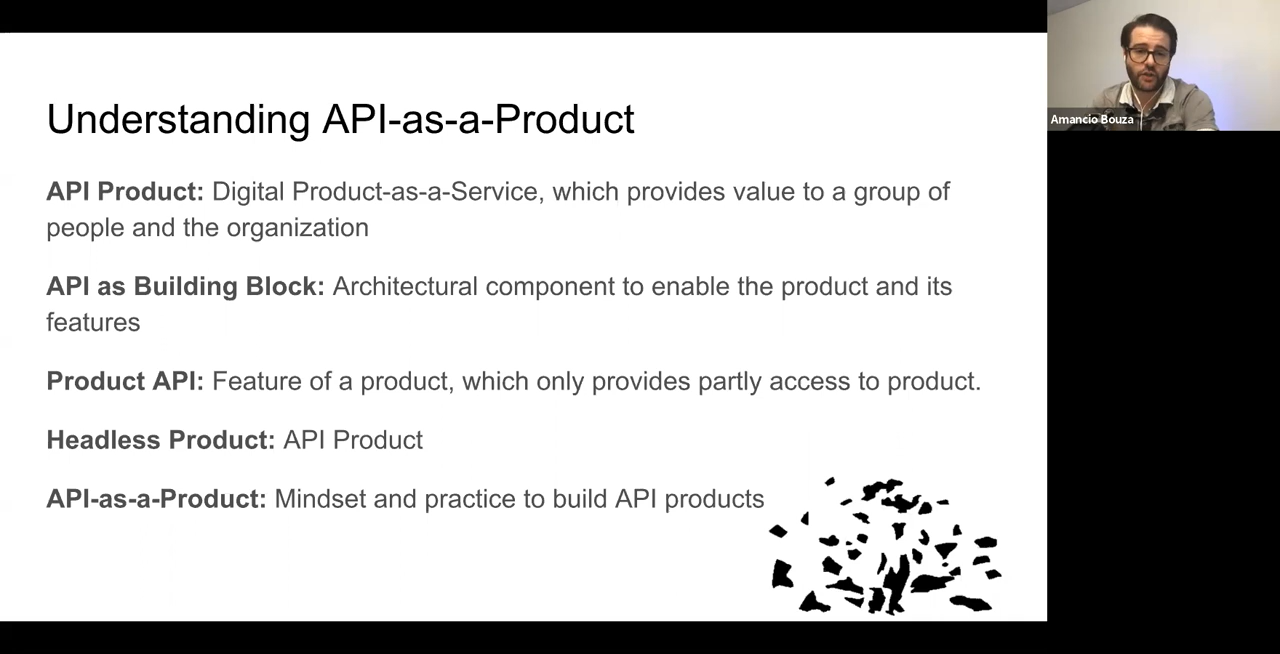 Understanding API-as-a-Product
API Product: Digital Product-as-a-Service, which provides value to a group of
people and the organization
API as Building Block: Architectural component to enable the product and its
features
Product API: Feature of a product, which only provides partly access to product.
Headless Product: API Product
API-as-a-Product: Mindset and practice to build API products
Amancio Bouza